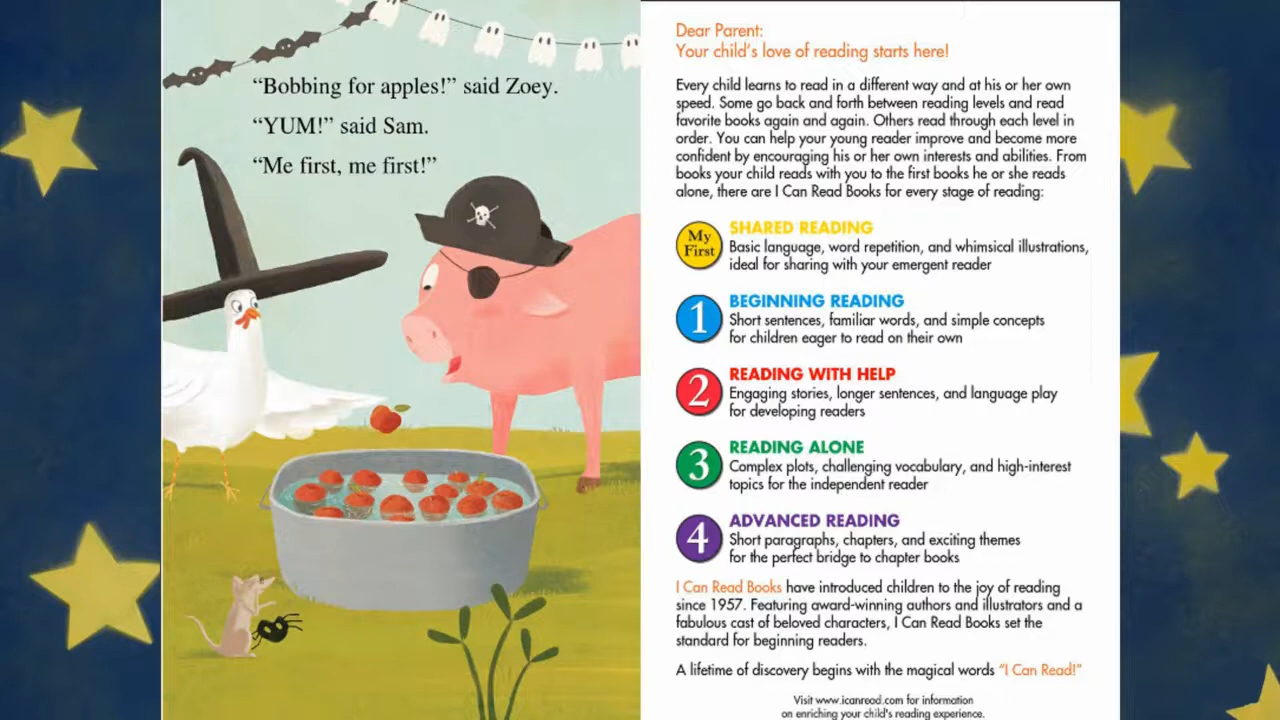 “Bobbing for apples!” said Zoey.
“YUM!” said Sam.
“Me first, me first!”
Dear Parent:
Your child’s love of reading starts here!
Every child learns to read in a different way and at his or her own
speed. Some go back and forth between reading levels and read
favorite books again and again. Others read through each level in
order. You can help your young reader improve and become more
confident by encouraging his or her own interests and abilities. From
books your child reads with you to the first books he or she reads
alone, there are I Can Read Books for every stage of reading:
My
First
SHARED READING
Basic language, word repetition, and whimsical illustrations,
ideal for sharing with your emergent reader
1
BEGINNING READING
Short sentences, familiar words, and simple concepts
for children eager to read on their own
2
READING WITH HELP
Engaging stories, longer sentences, and language play
for developing readers
3
READING ALONE
Complex plots, challenging vocabulary, and high-interest
topics for the independent reader
4
ADVANCED READING
Short paragraphs, chapters, and exciting themes
for the perfect bridge to chapter books
I Can Read Books have introduced children to the joy of reading
since 1957. Featuring award-winning authors and illustrators and a
fabulous cast of beloved characters, I Can Read Books set the
standard for beginning readers.
A lifetime of discovery begins with the magical words “I Can Read!”
Visit www.icanread.com for information
on enriching your child's reading experience.